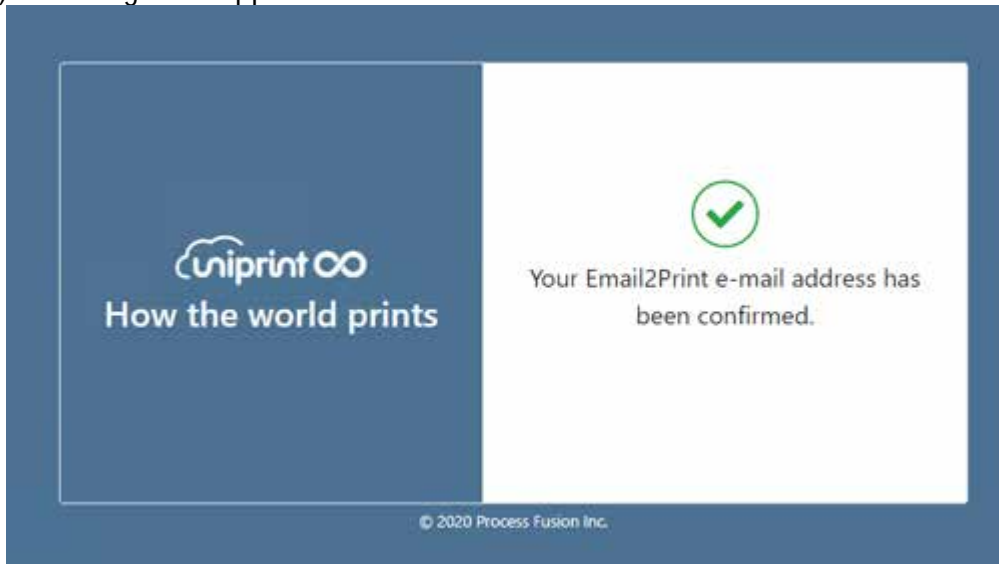 uniprint
How the world prints
Your Email2Print e-mail address has
been confirmed.
© 2020 Process Fusion Inc.